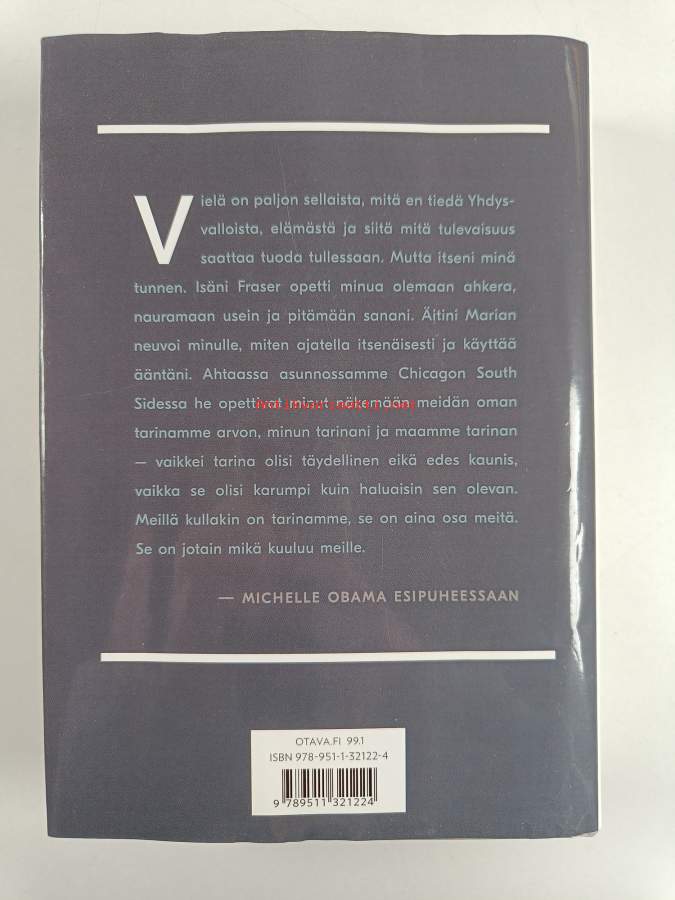 Vielä on paljon sellaista, mitä en tiedä Yhdys-
valloista, elämästä ja siitä mitä tulevaisuus
saattaa tuoda tullessaan. Mutta itseni minä
tunnen. Isäni Fraser opetti minua olemaan ahkera,
nauramaan usein ja pitämään sanani. Äitini Marian
neuvoi minulle, miten ajatella itsenäisesti ja käyttää
ääntäni. Ahtaassa asunnossamme Chicagon South
Sidessa he opettivat minut näkemään meidän oman
tarinamme arvon, minun tarinani ja maamme tarinan
– vaikkei tarina olisi täydellinen eikä edes kaunis,
vaikka se olisi karumpi kuin haluaisin sen olevan.
Meillä kullakin on tarinamme, se on aina osa meitä.
Se on jotain mikä kuuluu meille.
— MICHELLE OBAMA ESIPUHEESSAAN
OTAVA.FI 99.1
ISBN 978-951-1-32122-4
9 789511 321224